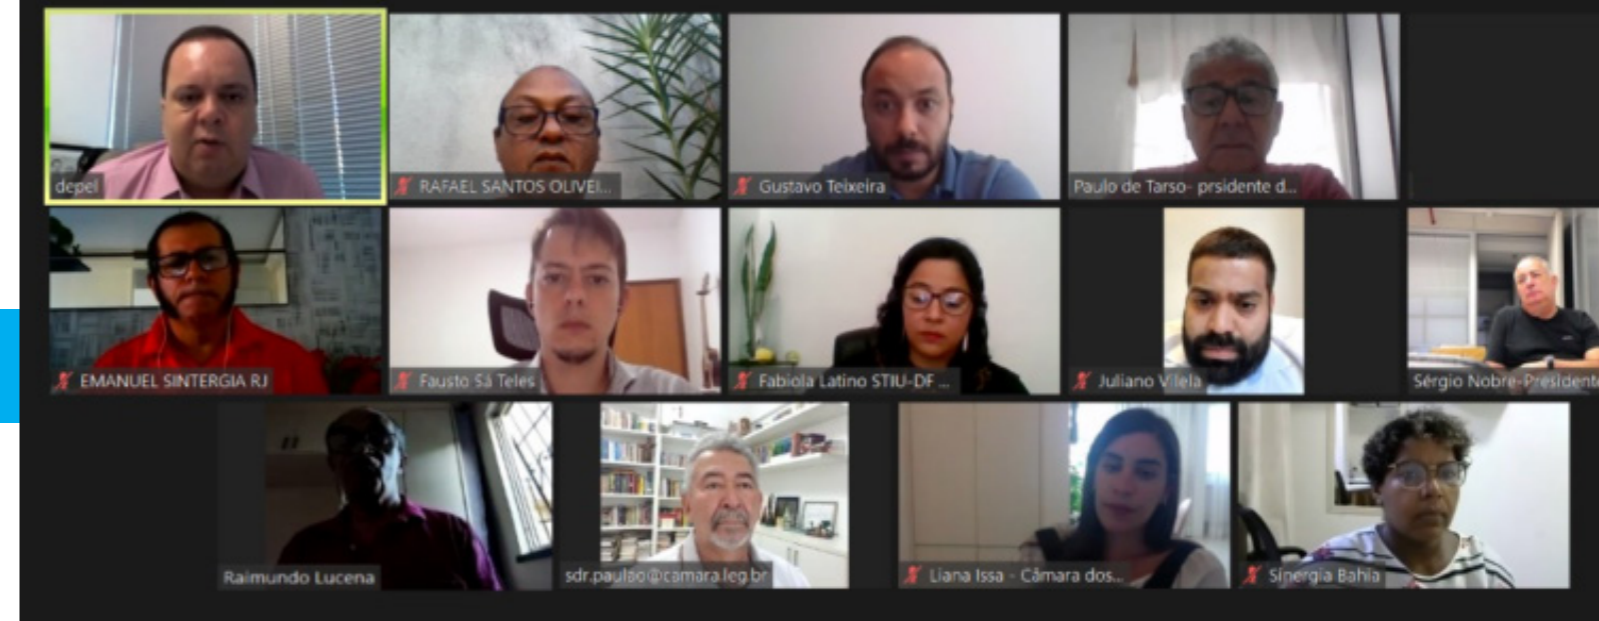 depel
RAFAEL SANTOS OLIVEI...
Gustavo Teixeira
Paulo de Tarso- prsidente d...
EMANUEL SINTERGIA RJ
Fausto Sá Teles
Fabiola Latino STIU-DF ...
Juliano Vilela
Sérgio Nobre-Presidente
Raimundo Lucena
sdr.paulao@camara.leg.br
Liana Issa - Câmara dos...
Sinergia Bahia